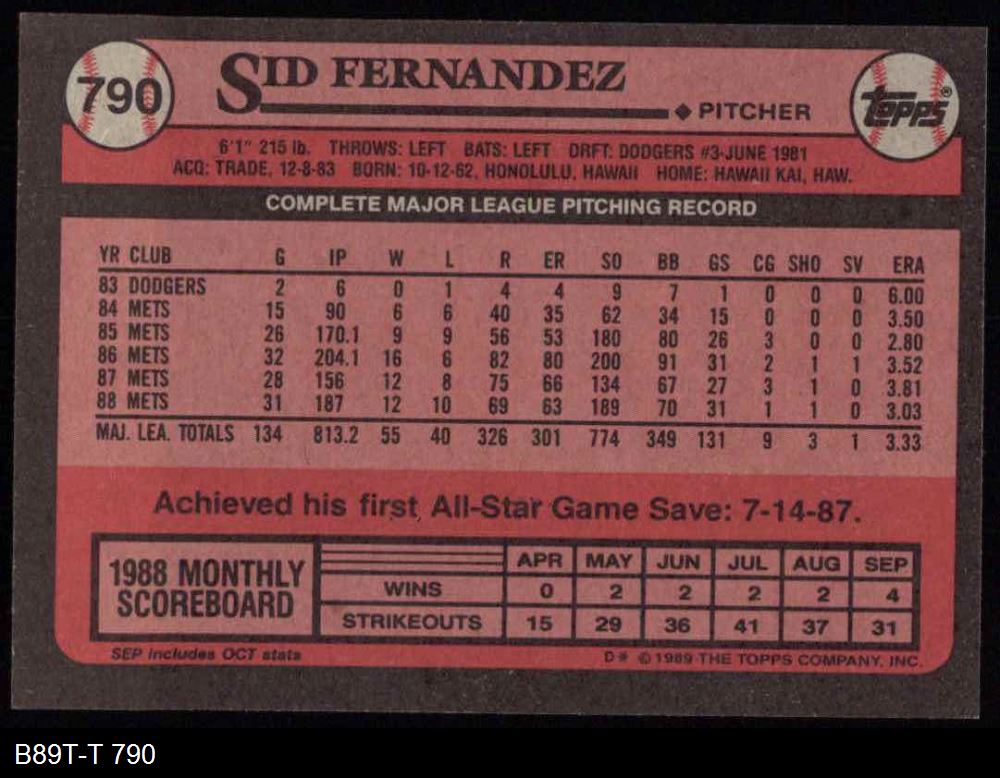 790
SID FERNANDEZ
◆ PITCHER
TOPPS®
6'1" 215 lb. THROWS: LEFT BATS: LEFT DRFT: DODGERS #3-JUNE 1981
ACQ: TRADE, 12-8-83 BORN: 10-12-62, HONOLULU, HAWAII HOME: HAWAII KAI, HAW.
COMPLETE MAJOR LEAGUE PITCHING RECORD
YR CLUB G IP W L R ER SO BB GS CG SHO SV ERA
83 DODGERS 2 6 0 1 4 4 9 7 1 0 0 0 6.00
84 METS 15 90 6 6 40 35 62 34 15 0 0 0 3.50
85 METS 26 170.1 9 9 56 53 180 80 26 3 0 0 2.80
86 METS 32 204.1 16 6 82 80 200 91 31 2 1 1 3.52
87 METS 28 156 12 8 75 66 134 67 27 3 1 0 3.81
88 METS 31 187 12 10 69 63 189 70 31 1 1 0 3.03
MAJ. LEA. TOTALS 134 813.2 55 40 326 301 774 349 131 9 3 1 3.33
Achieved his first All-Star Game Save: 7-14-87.
1988 MONTHLY
SCOREBOARD
APR MAY JUN JUL AUG SEP
WINS 0 2 2 2 2 4
STRIKEOUTS 15 29 36 41 37 31
SEP includes OCT stats
D* © 1989 THE TOPPS COMPANY, INC.
B89T-T 790